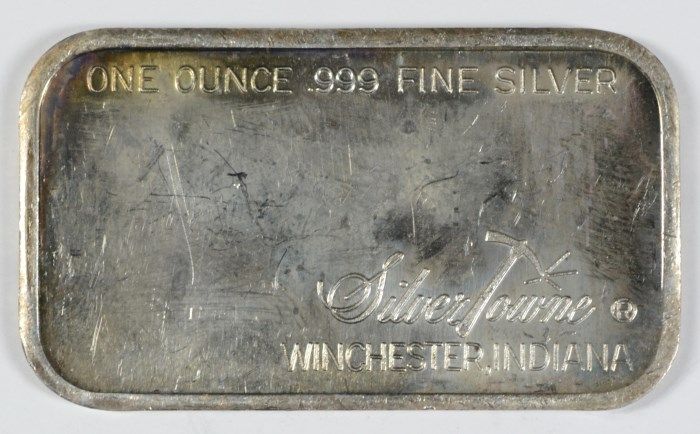 ONE OUNCE .999 FINE SILVER
SilverTowne ®
WINCHESTER, INDIANA